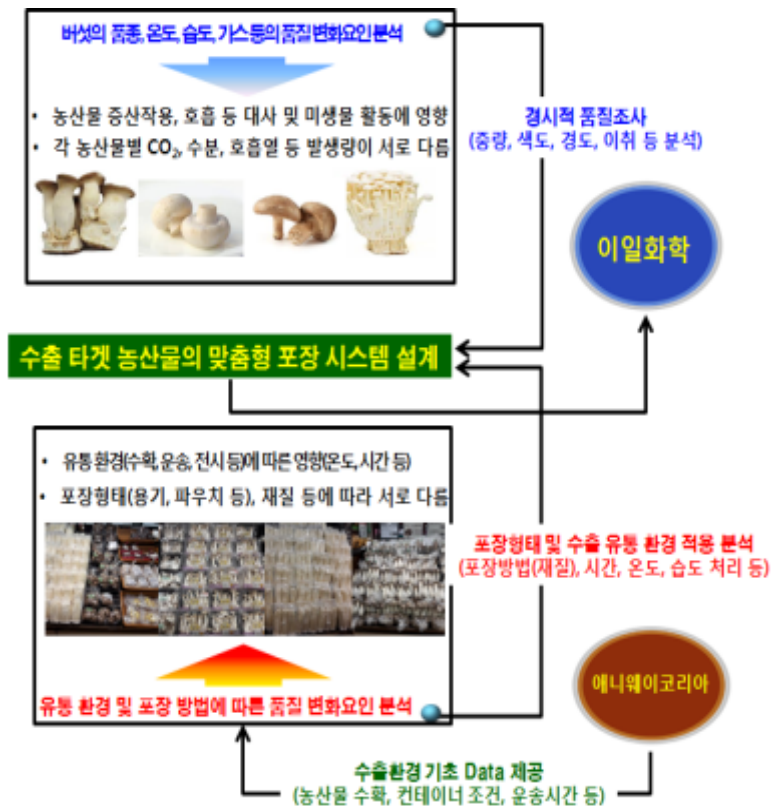 버섯의 품종, 온도, 습도, 가스 등의 품질 변화요인 분석
• 농산물 증산작용, 호흡 등 대사 및 미생물 활동에 영향
• 각 농산물별 CO₂, 수분, 호흡열 등 발생량이 서로 다름
경시적 품질조사
(중량, 색도, 경도, 이취 등 분석)
이일화학
수출 타겟 농산물의 맞춤형 포장 시스템 설계
• 유통 환경(수확, 운송, 전시 등)에 따른 영향(온도, 시간 등)
• 포장형태(용기, 파우치 등), 재질 등에 따라 서로 다름
포장형태 및 수출 유통 환경 적용 분석
(포장방법(재질), 시간, 온도, 습도 처리 등)
애니웨이코리아
유통 환경 및 포장 방법에 따른 품질 변화요인 분석
수출환경 기초 Data 제공
(농산물 수확, 컨테이너 조건, 운송시간 등)